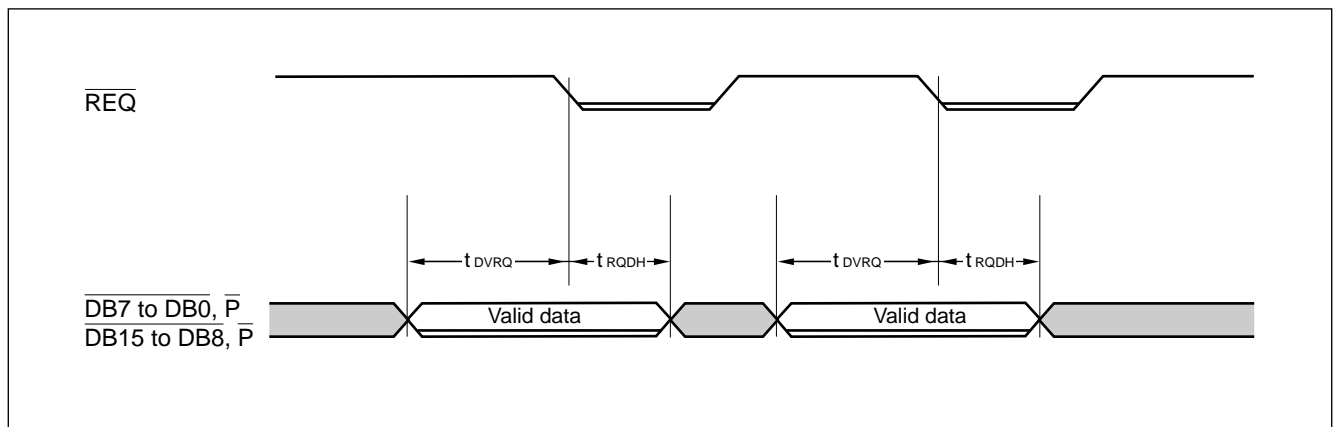 REQ
t DVRQ t RQDH t DVRQ t RQDH
DB7 to DB0, P
DB15 to DB8, P
Valid data Valid data